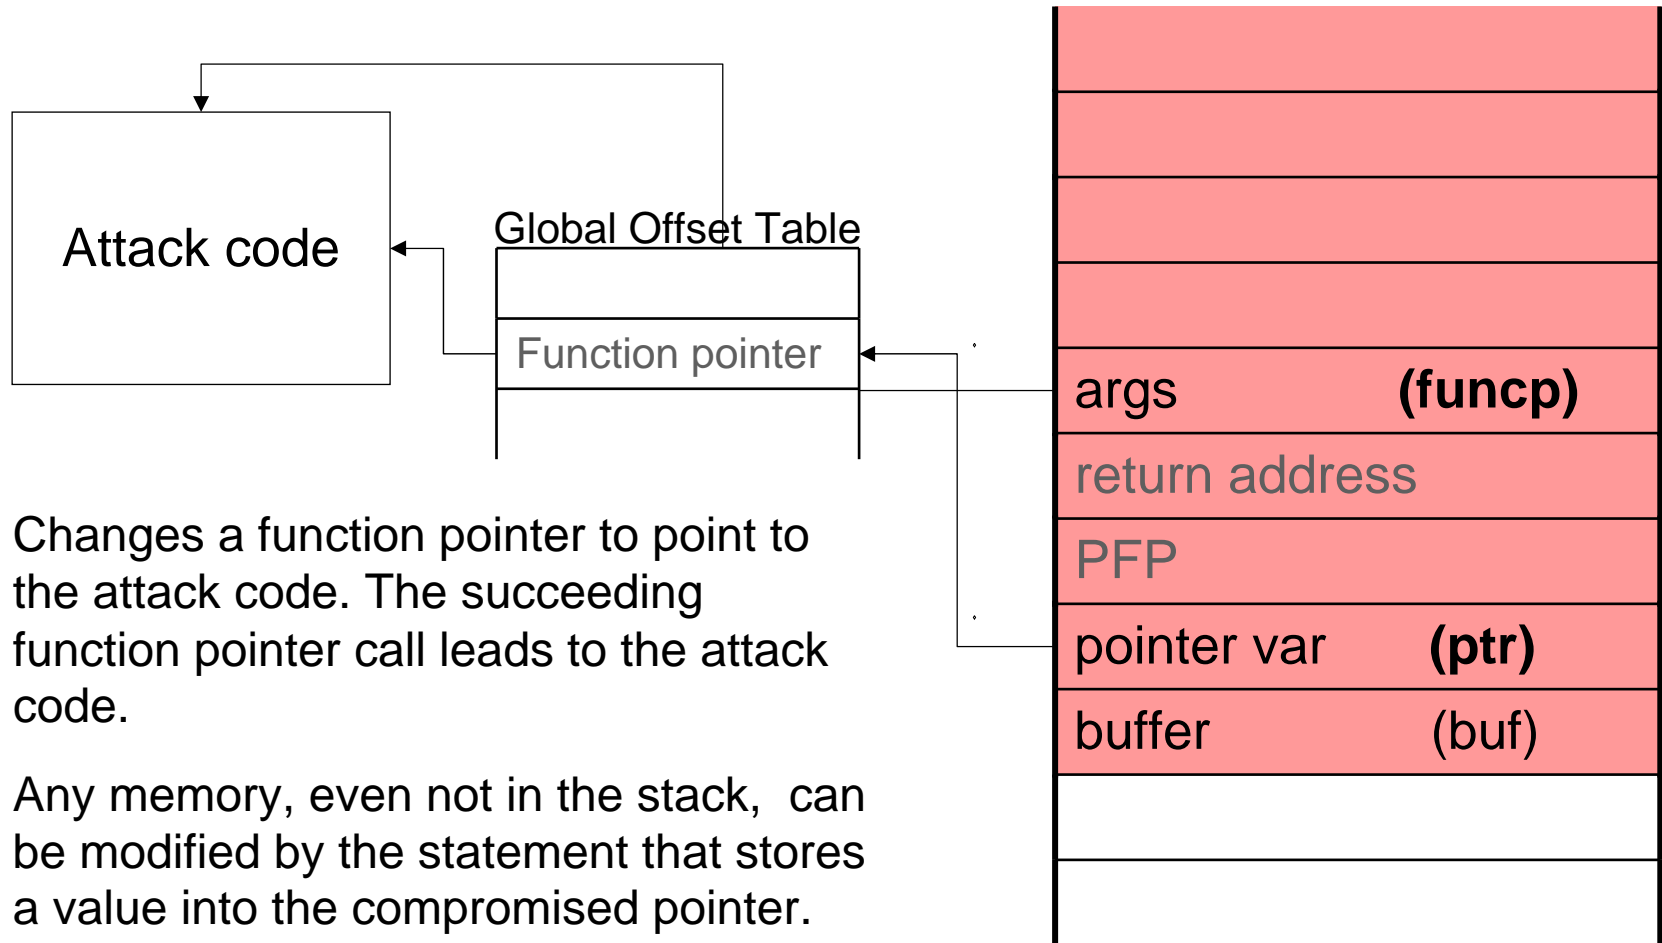 Attack code
Global Offset Table
Function pointer
args (funcp)
return address
PFP
pointer var (ptr)
buffer (buf)
Changes a function pointer to point to
the attack code. The succeeding
function pointer call leads to the attack
code.
Any memory, even not in the stack, can
be modified by the statement that stores
a value into the compromised pointer.